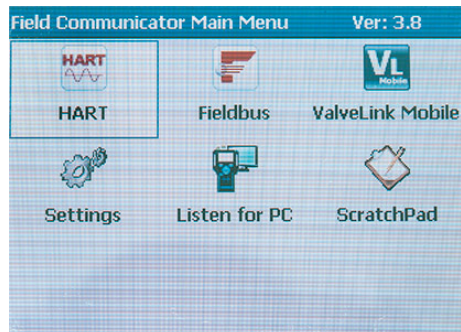 Field Communicator Main Menu Ver: 3.8
HART
VL
Mobile
HART Fieldbus ValveLink Mobile
Settings Listen for PC ScratchPad